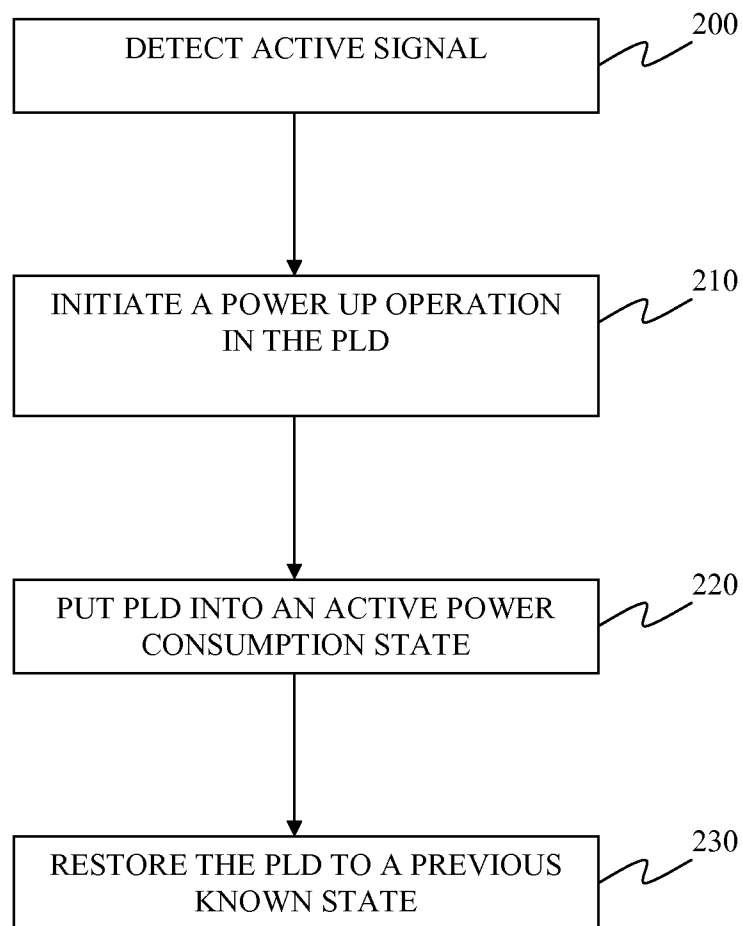 DETECT ACTIVE SIGNAL
200
INITIATE A POWER UP OPERATION
IN THE PLD
210
PUT PLD INTO AN ACTIVE POWER
CONSUMPTION STATE
220
RESTORE THE PLD TO A PREVIOUS
KNOWN STATE
230